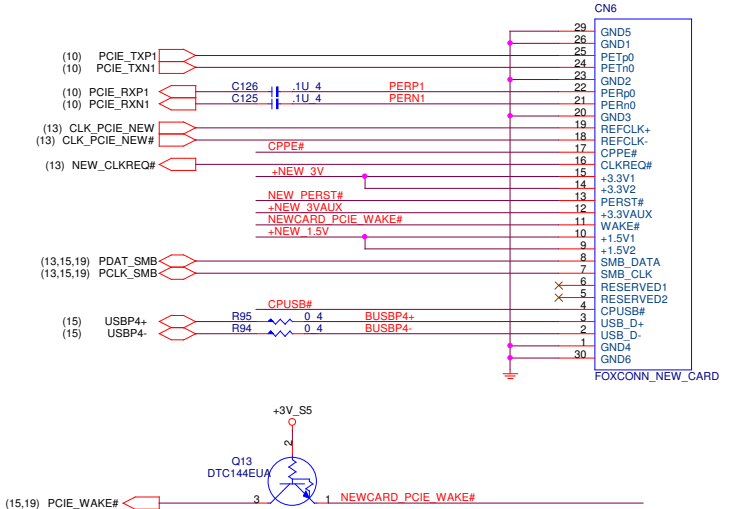 CN6
29 GND5
26 GND1
(10) PCIE_TXP1 25 PETp0
(10) PCIE_TXN1 24 PETn0
23 GND2
(10) PCIE_RXP1 C126 .1U_4 PERP1 22 PERp0
(10) PCIE_RXN1 C125 .1U_4 PERN1 21 PERn0
20 GND3
(13) CLK_PCIE_NEW 19 REFCLK+
(13) CLK_PCIE_NEW# 18 REFCLK-
CPPE# 17 CPPE#
(13) NEW_CLKREQ# 16 CLKREQ#
+NEW_3V 15 +3.3V1
14 +3.3V2
NEW_PERST# 13 PERST#
+NEW_3VAUX 12 +3.3VAUX
NEWCARD_PCIE_WAKE# 11 WAKE#
+NEW_1.5V 10 +1.5V1
9 +1.5V2
(13,15,19) PDAT_SMB 8 SMB_DATA
(13,15,19) PCLK_SMB 7 SMB_CLK
6 RESERVED1
5 RESERVED2
CPUSB# 4 CPUSB#
(15) USBP4+ R95 0_4 BUSBP4+ 3 USB_D+
(15) USBP4- R94 0_4 BUSBP4- 2 USB_D-
1 GND4
30 GND6
FOXCONN_NEW_CARD
+3V_S5
2
Q13
DTC144EUA
(15,19) PCIE_WAKE# 3 1 NEWCARD_PCIE_WAKE#